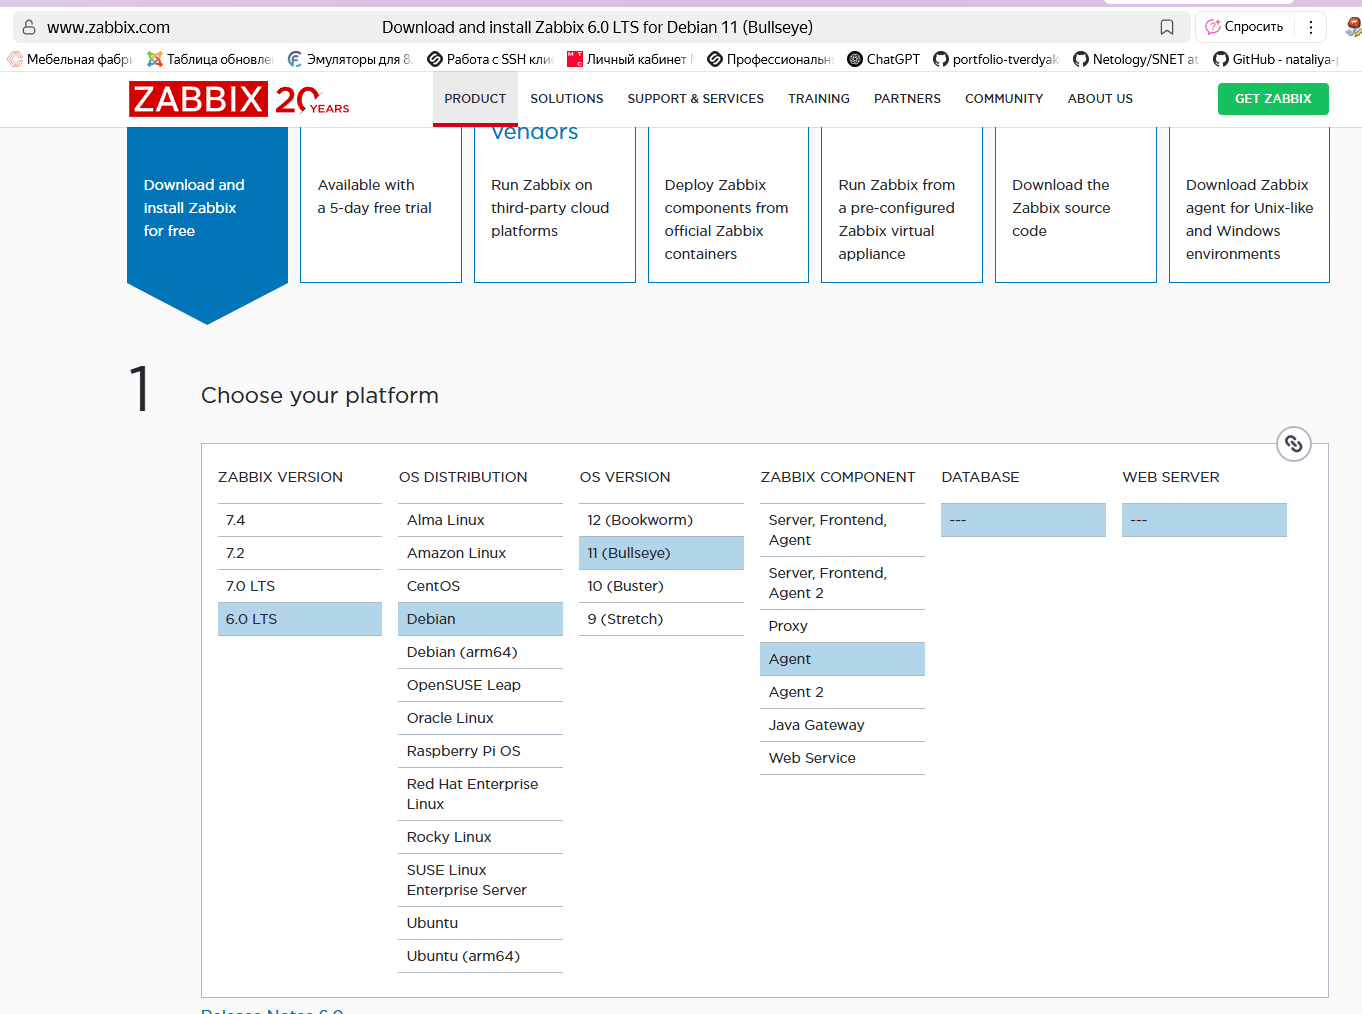 www.zabbix.com
Download and install Zabbix 6.0 LTS for Debian 11 (Bullseye)
Спросить
Мебельная фабри
Таблица обновле
Эмуляторы для 8.
Работа с SSH кли
Личный кабинет
Профессиональн
ChatGPT
portfolio-tverdyak
Netology/SNET at
GitHub - nataliya-
ZABBIX 20 YEARS
PRODUCT
SOLUTIONS
SUPPORT & SERVICES
TRAINING
PARTNERS
COMMUNITY
ABOUT US
GET ZABBIX
Download and
install Zabbix
for free
Available with
a 5-day free trial
vendors
Run Zabbix on
third-party cloud
platforms
Deploy Zabbix
components from
official Zabbix
containers
Run Zabbix from
a pre-configured
Zabbix virtual
appliance
Download the
Zabbix source
code
Download Zabbix
agent for Unix-like
and Windows
environments
1
Choose your platform
ZABBIX VERSION
7.4
7.2
7.0 LTS
6.0 LTS
OS DISTRIBUTION
Alma Linux
Amazon Linux
CentOS
Debian
Debian (arm64)
OpenSUSE Leap
Oracle Linux
Raspberry Pi OS
Red Hat Enterprise
Linux
Rocky Linux
SUSE Linux
Enterprise Server
Ubuntu
Ubuntu (arm64)
OS VERSION
12 (Bookworm)
11 (Bullseye)
10 (Buster)
9 (Stretch)
ZABBIX COMPONENT
Server, Frontend,
Agent
Server, Frontend,
Agent 2
Proxy
Agent
Agent 2
Java Gateway
Web Service
DATABASE
---
WEB SERVER
---
Release Notes 6.0